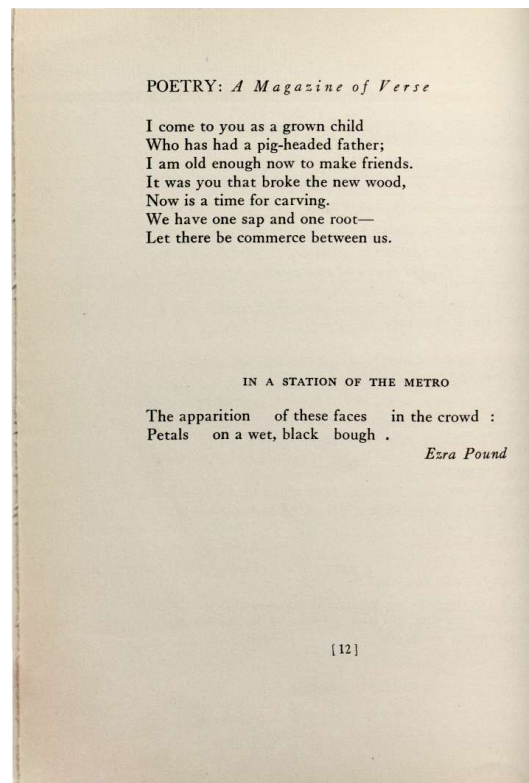 POETRY: A Magazine of Verse
I come to you as a grown child
Who has had a pig-headed father;
I am old enough now to make friends.
It was you that broke the new wood,
Now is a time for carving.
We have one sap and one root—
Let there be commerce between us.
IN A STATION OF THE METRO
The apparition    of these faces    in the crowd  :
Petals    on a wet, black   bough  .
Ezra Pound
[12]